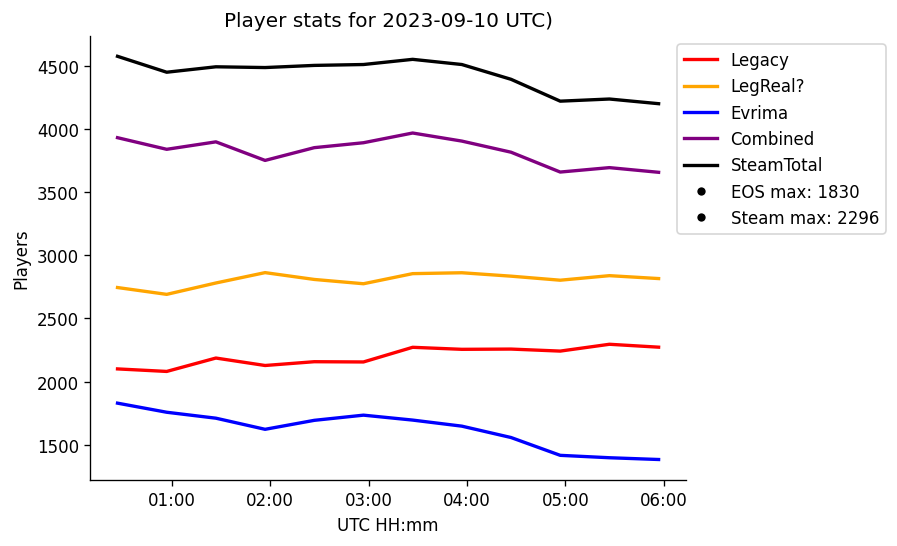 Player stats for 2023-09-10 UTC)
Legacy
LegReal?
Evrima
Combined
SteamTotal
EOS max: 1830
Steam max: 2296
Players
4500
4000
3500
3000
2500
2000
1500
01:00 02:00 03:00 04:00 05:00 06:00
UTC HH:mm